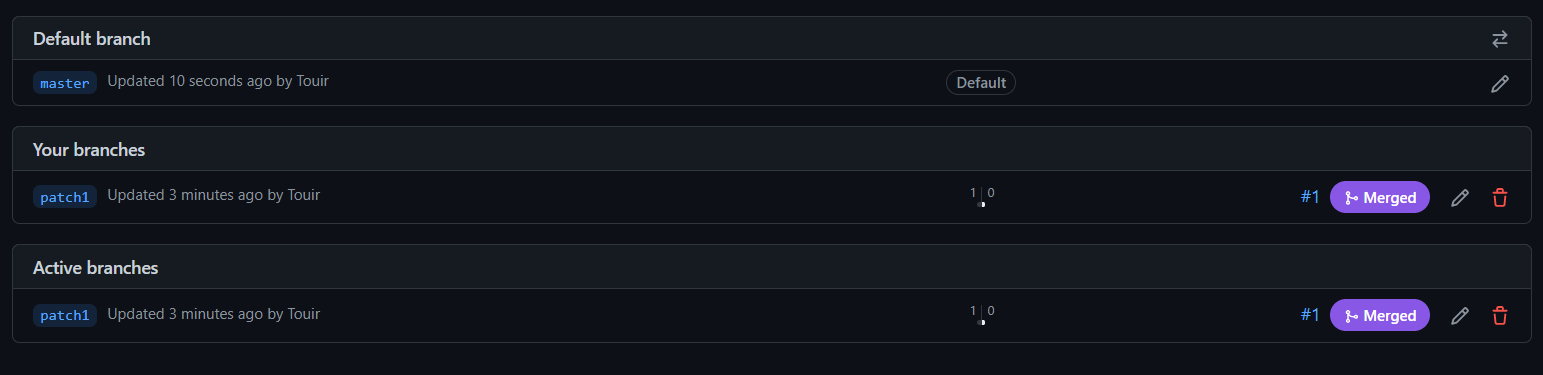 Default branch
master Updated 10 seconds ago by Touir Default
Your branches
patch1 Updated 3 minutes ago by Touir 1 | 0 #1 Merged
Active branches
patch1 Updated 3 minutes ago by Touir 1 | 0 #1 Merged